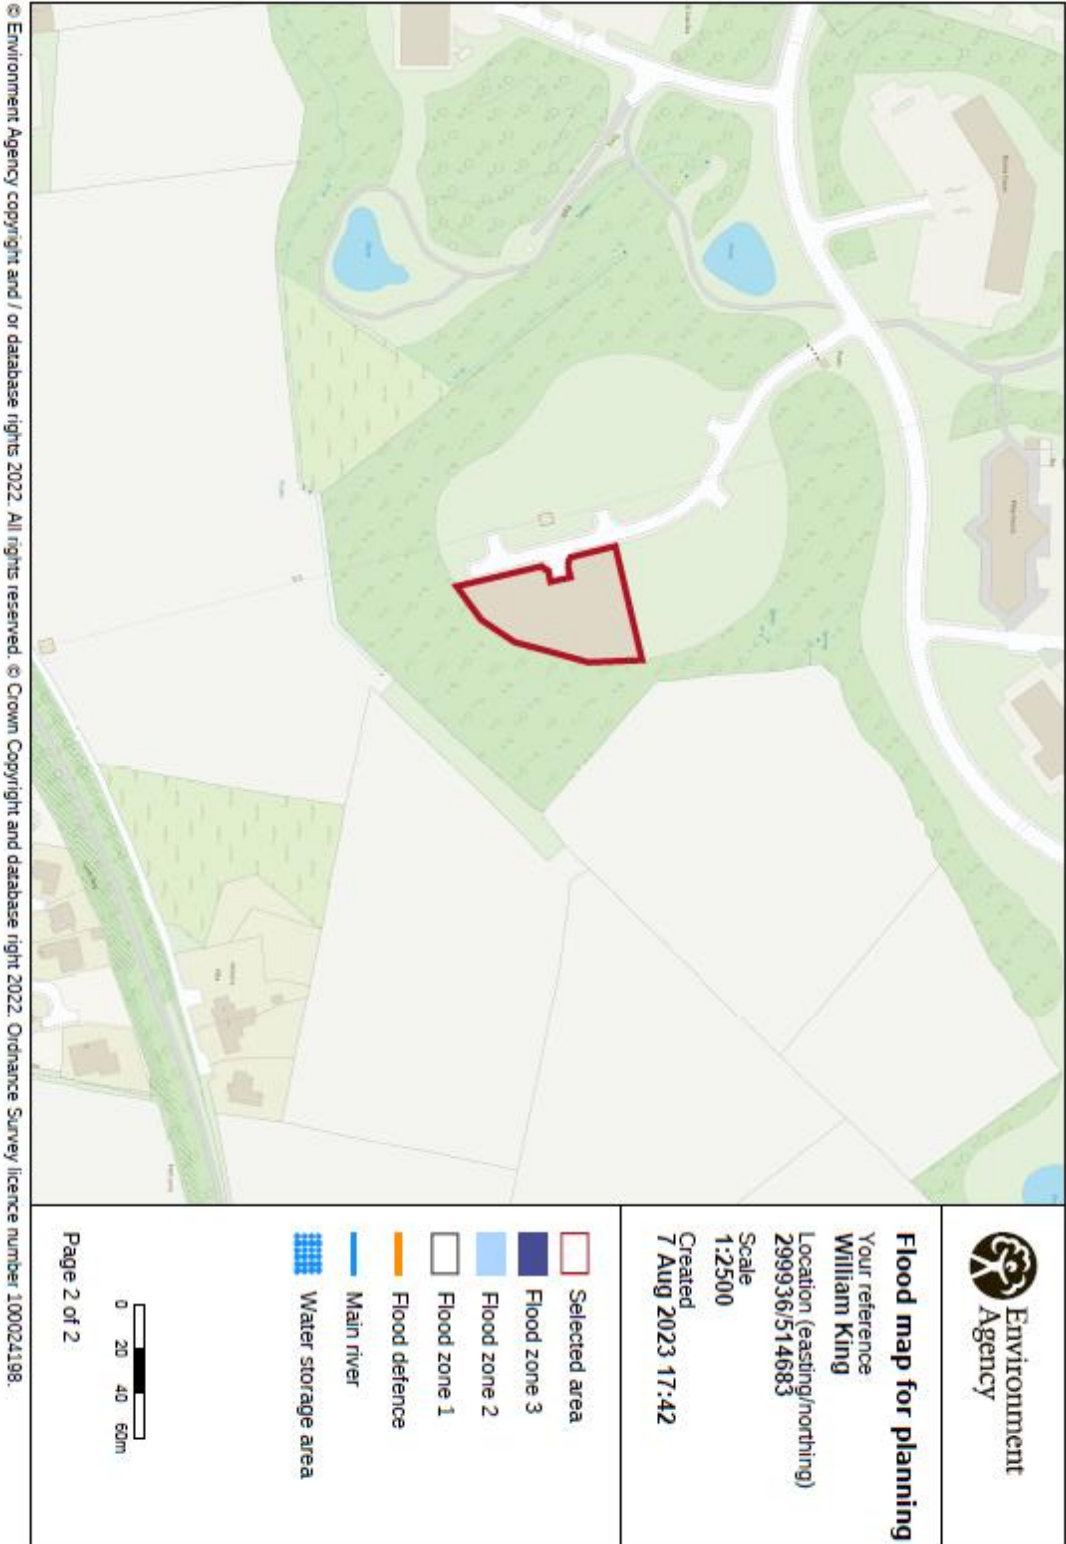 Environment
Agency
Flood map for planning
Your reference
William King
Location (easting/northing)
299936/514683
Scale
1:2500
Created
7 Aug 2023 17:42
Selected area
Flood zone 3
Flood zone 2
Flood zone 1
Flood defence
Main river
Water storage area
0 20 40 60m
Page 2 of 2
© Environment Agency copyright and / or database rights 2022. All rights reserved. © Crown Copyright and database right 2022. Ordnance Survey licence number 100024198.